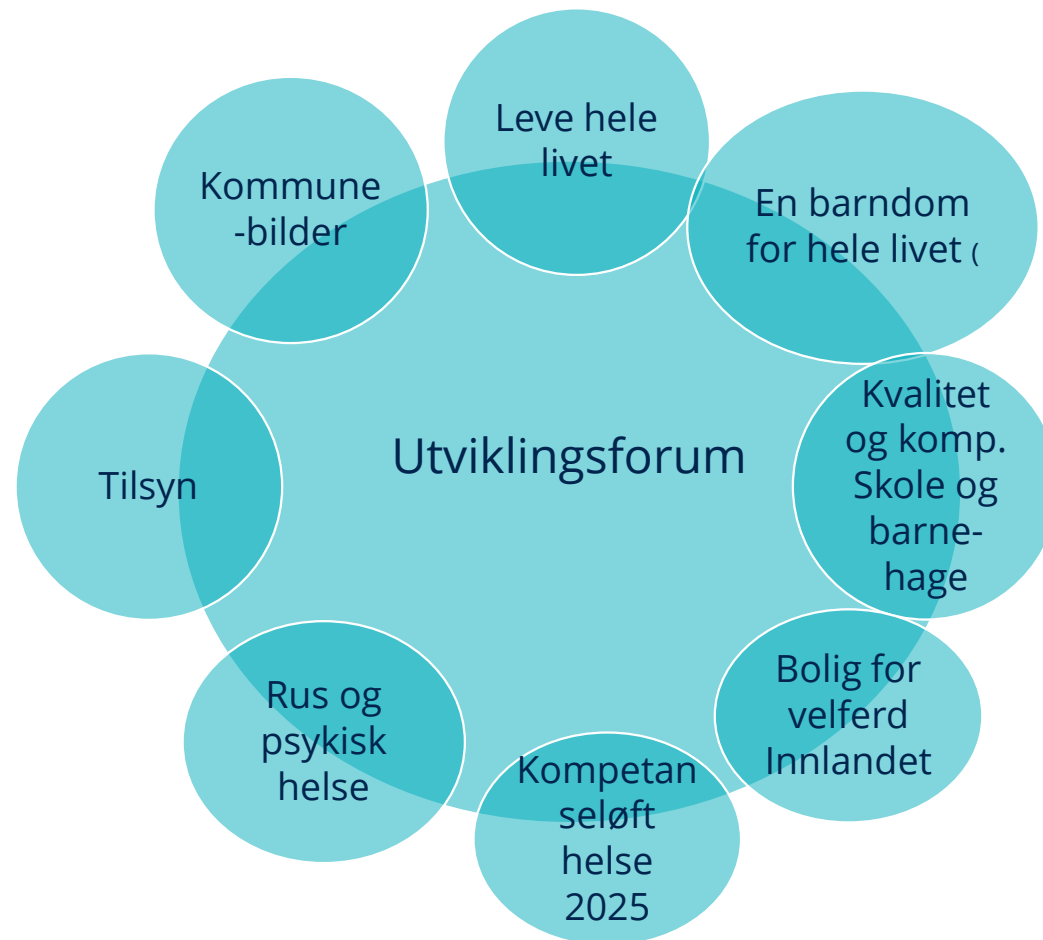 Leve hele
livet
Kommune
-bilder
En barndom
for hele livet (
Utviklingsforum
Kvalitet
og komp.
Skole og
barne-
hage
Tilsyn
Bolig for
velferd
Innlandet
Rus og
psykisk
helse
Kompetan
seløft
helse
2025